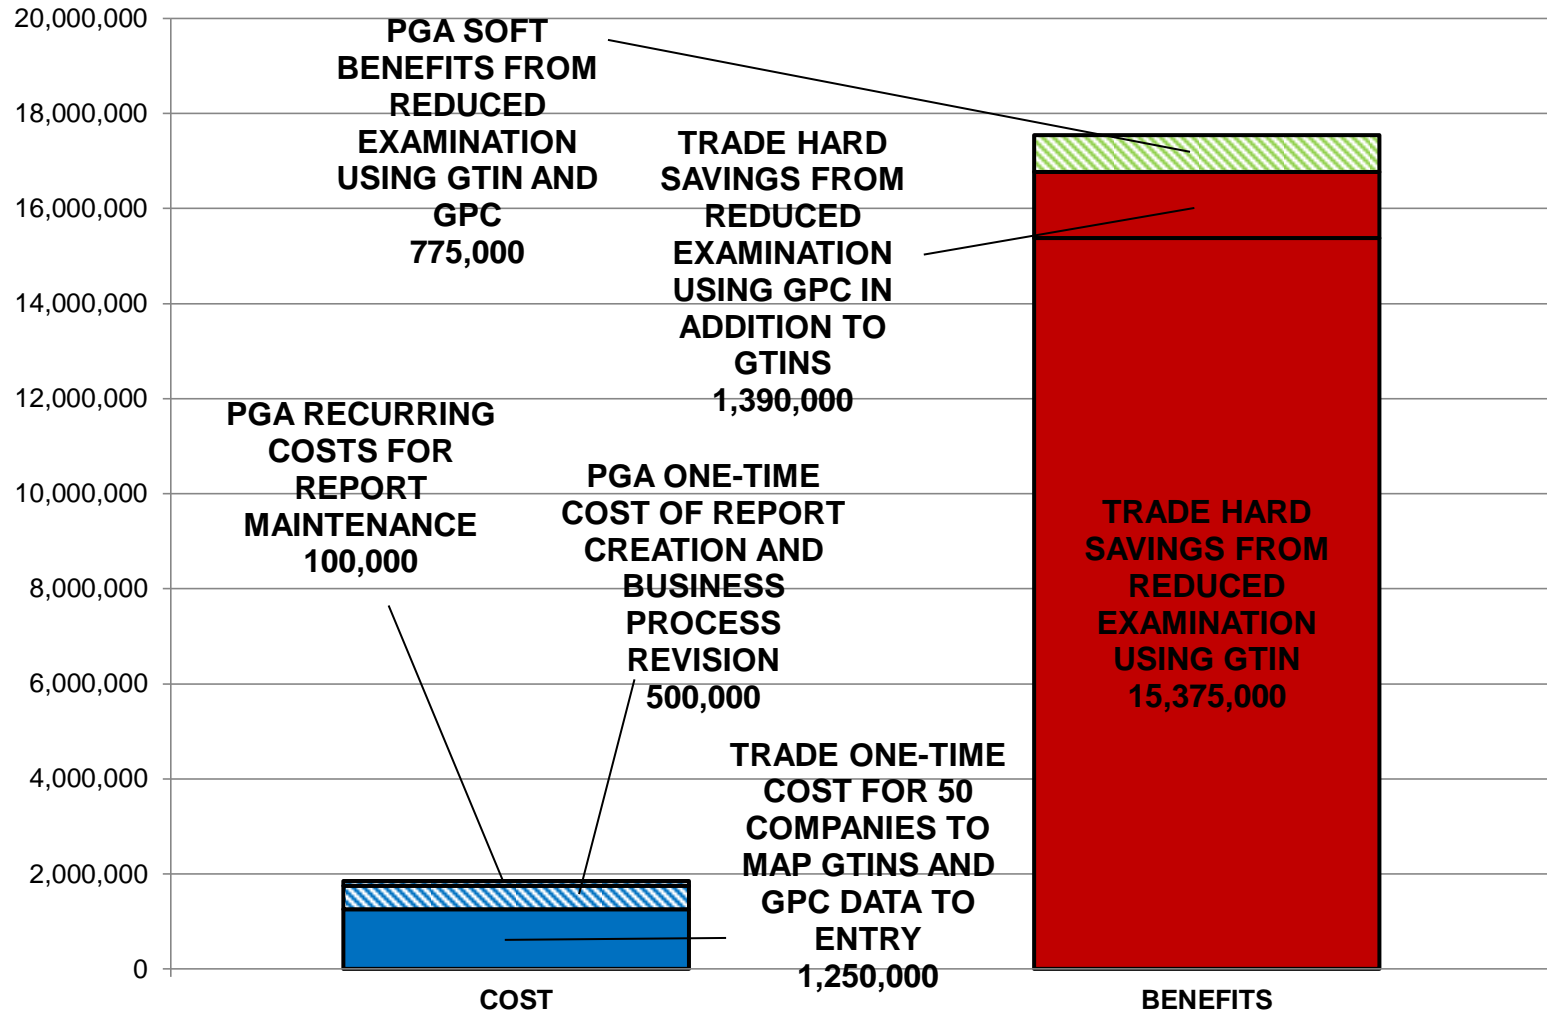 20,000,000
18,000,000
16,000,000
14,000,000
12,000,000
10,000,000
8,000,000
6,000,000
4,000,000
2,000,000
0
PGA SOFT
BENEFITS FROM
REDUCED
EXAMINATION
USING GTIN AND
GPC
775,000
TRADE HARD
SAVINGS FROM
REDUCED
EXAMINATION
USING GPC IN
ADDITION TO
GTINS
1,390,000
PGA RECURRING
COSTS FOR
REPORT
MAINTENANCE
100,000
PGA ONE-TIME
COST OF REPORT
CREATION AND
BUSINESS
PROCESS
REVISION
500,000
TRADE HARD
SAVINGS FROM
REDUCED
EXAMINATION
USING GTIN
15,375,000
TRADE ONE-TIME
COST FOR 50
COMPANIES TO
MAP GTINS AND
GPC DATA TO
ENTRY
1,250,000
COST
BENEFITS